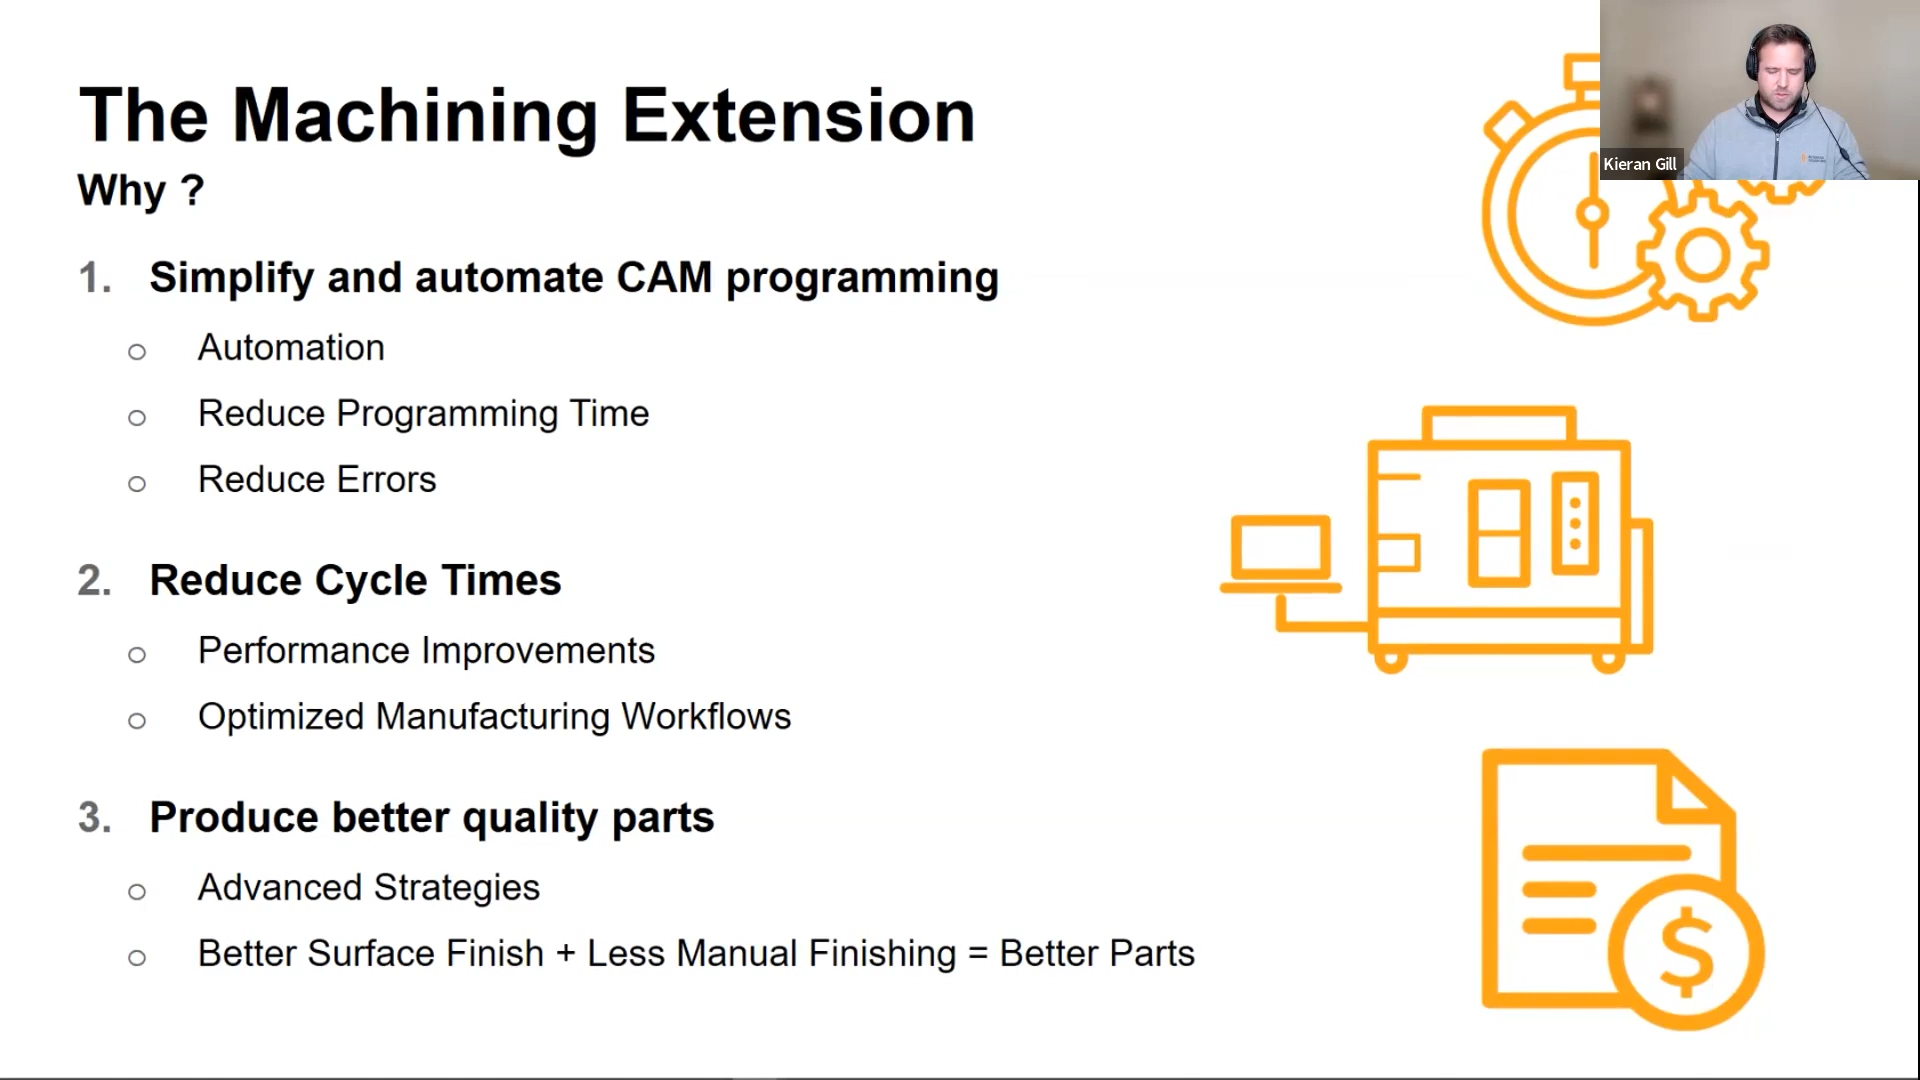 The Machining Extension
Why ?
1. Simplify and automate CAM programming
o Automation
o Reduce Programming Time
o Reduce Errors
2. Reduce Cycle Times
o Performance Improvements
o Optimized Manufacturing Workflows
3. Produce better quality parts
o Advanced Strategies
o Better Surface Finish + Less Manual Finishing = Better Parts
$
Kieran Gill